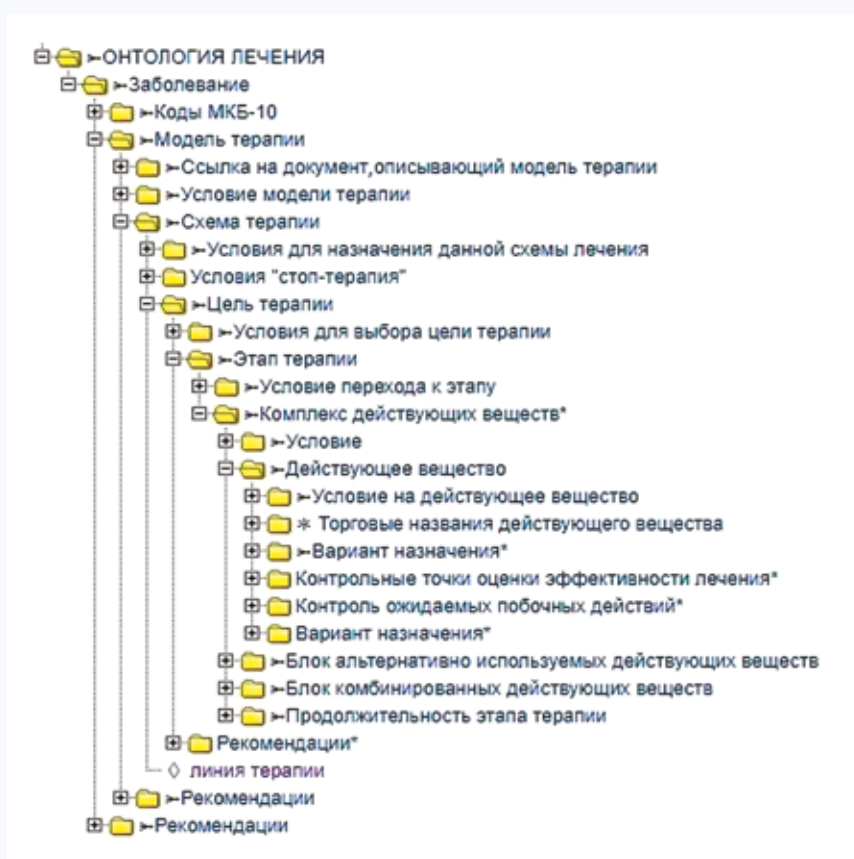 ОНТОЛОГИЯ ЛЕЧЕНИЯ
Заболевание
Коды МКБ-10
Модель терапии
Ссылка на документ,описывающий модель терапии
Условие модели терапии
Схема терапии
Условия для назначения данной схемы лечения
Условия "стоп-терапия"
Цель терапии
Условия для выбора цели терапии
Этап терапии
Условие перехода к этапу
Комплекс действующих веществ*
Условие
Действующее вещество
Условие на действующее вещество
* Торговые названия действующего вещества
Вариант назначения*
Контрольные точки оценки эффективности лечения*
Контроль ожидаемых побочных действий*
Вариант назначения*
Блок альтернативно используемых действующих веществ
Блок комбинированных действующих веществ
Продолжительность этапа терапии
Рекомендации*
линия терапии
Рекомендации
Рекомендации